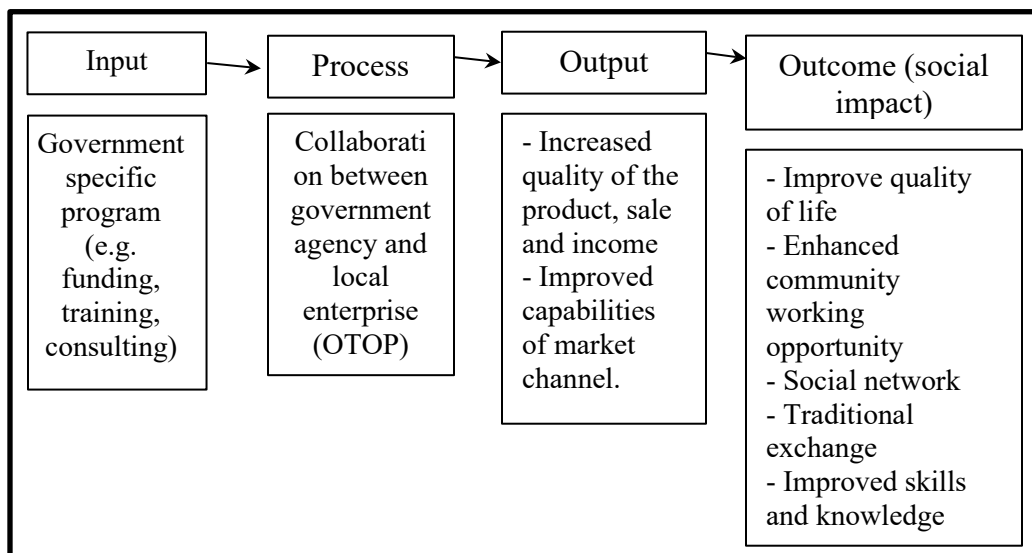 Input
Process
Output
Outcome (social
impact)
Government
specific
program
(e.g.
funding,
training,
consulting)
Collaborati
on between
government
agency and
local
enterprise
(OTOP)
- Increased
quality of the
product, sale
and income
- Improved
capabilities
of market
channel.
- Improve quality
of life
- Enhanced
community
working
opportunity
- Social network
- Traditional
exchange
- Improved skills
and knowledge